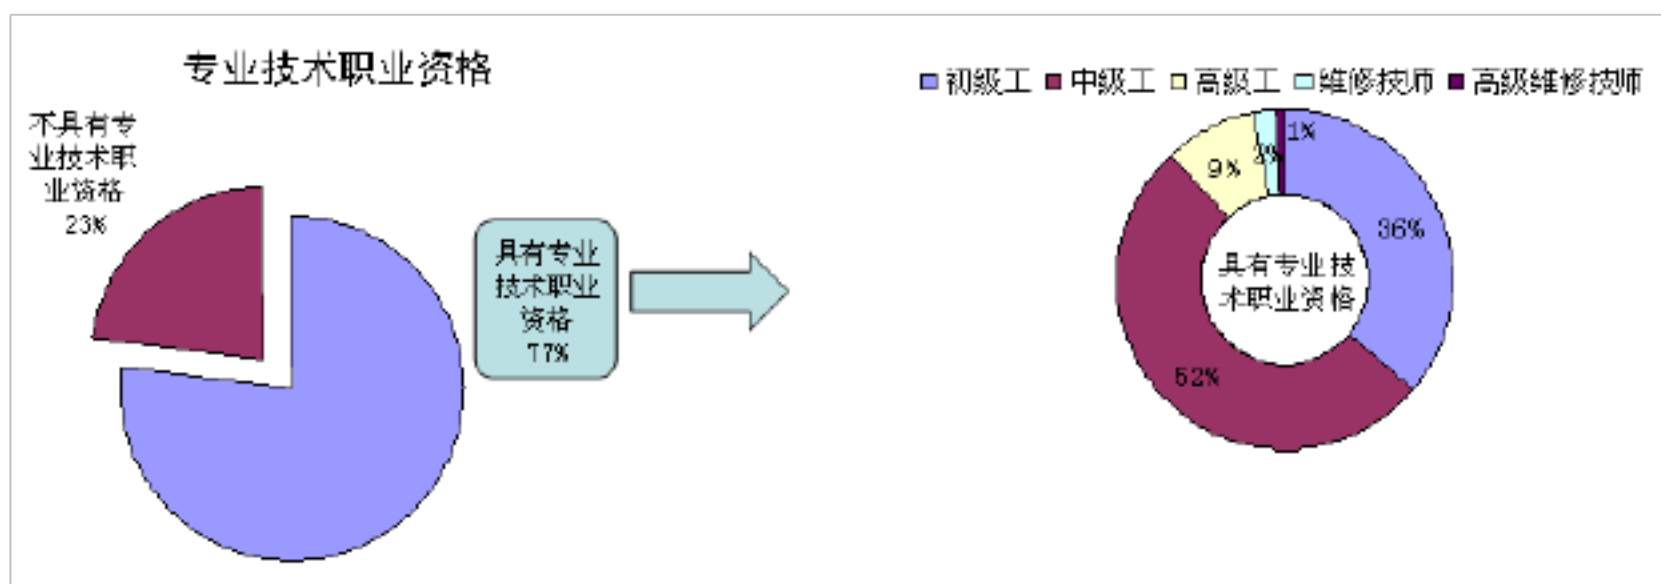 专业技术职业资格
不具有专
业技术职
业资格
23%
具有专业
技术职业
资格
77%
初级工 中级工 高级工 维修技师 高级维修技师
1%
2%
9%
36%
具有专业技
术职业资格
52%